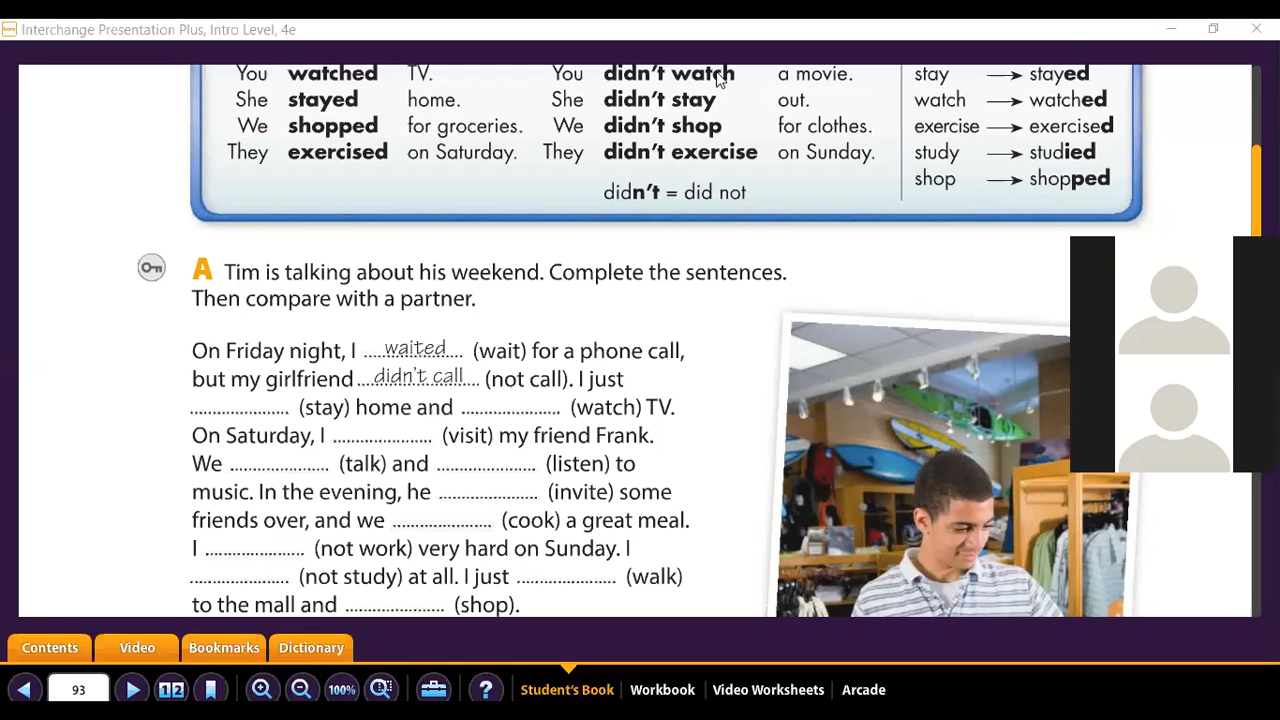 Interchange Presentation Plus, Intro Level, 4e
You watched TV. You didn't watch a movie. stay → stayed
She stayed home. She didn't stay out. watch → watched
We shopped for groceries. We didn't shop for clothes. exercise → exercised
They exercised on Saturday. They didn't exercise on Sunday. study → studied
shop → shopped
didn't = did not
A Tim is talking about his weekend. Complete the sentences.
Then compare with a partner.
On Friday night, I ....waited.... (wait) for a phone call,
but my girlfriend ...didn't call... (not call). I just
...................... (stay) home and ...................... (watch) TV.
On Saturday, I ...................... (visit) my friend Frank.
We ...................... (talk) and ...................... (listen) to
music. In the evening, he ...................... (invite) some
friends over, and we ...................... (cook) a great meal.
I ...................... (not work) very hard on Sunday. I
...................... (not study) at all. I just ...................... (walk)
to the mall and ...................... (shop).
Contents Video Bookmarks Dictionary
93 12 100% ? Student's Book Workbook Video Worksheets Arcade